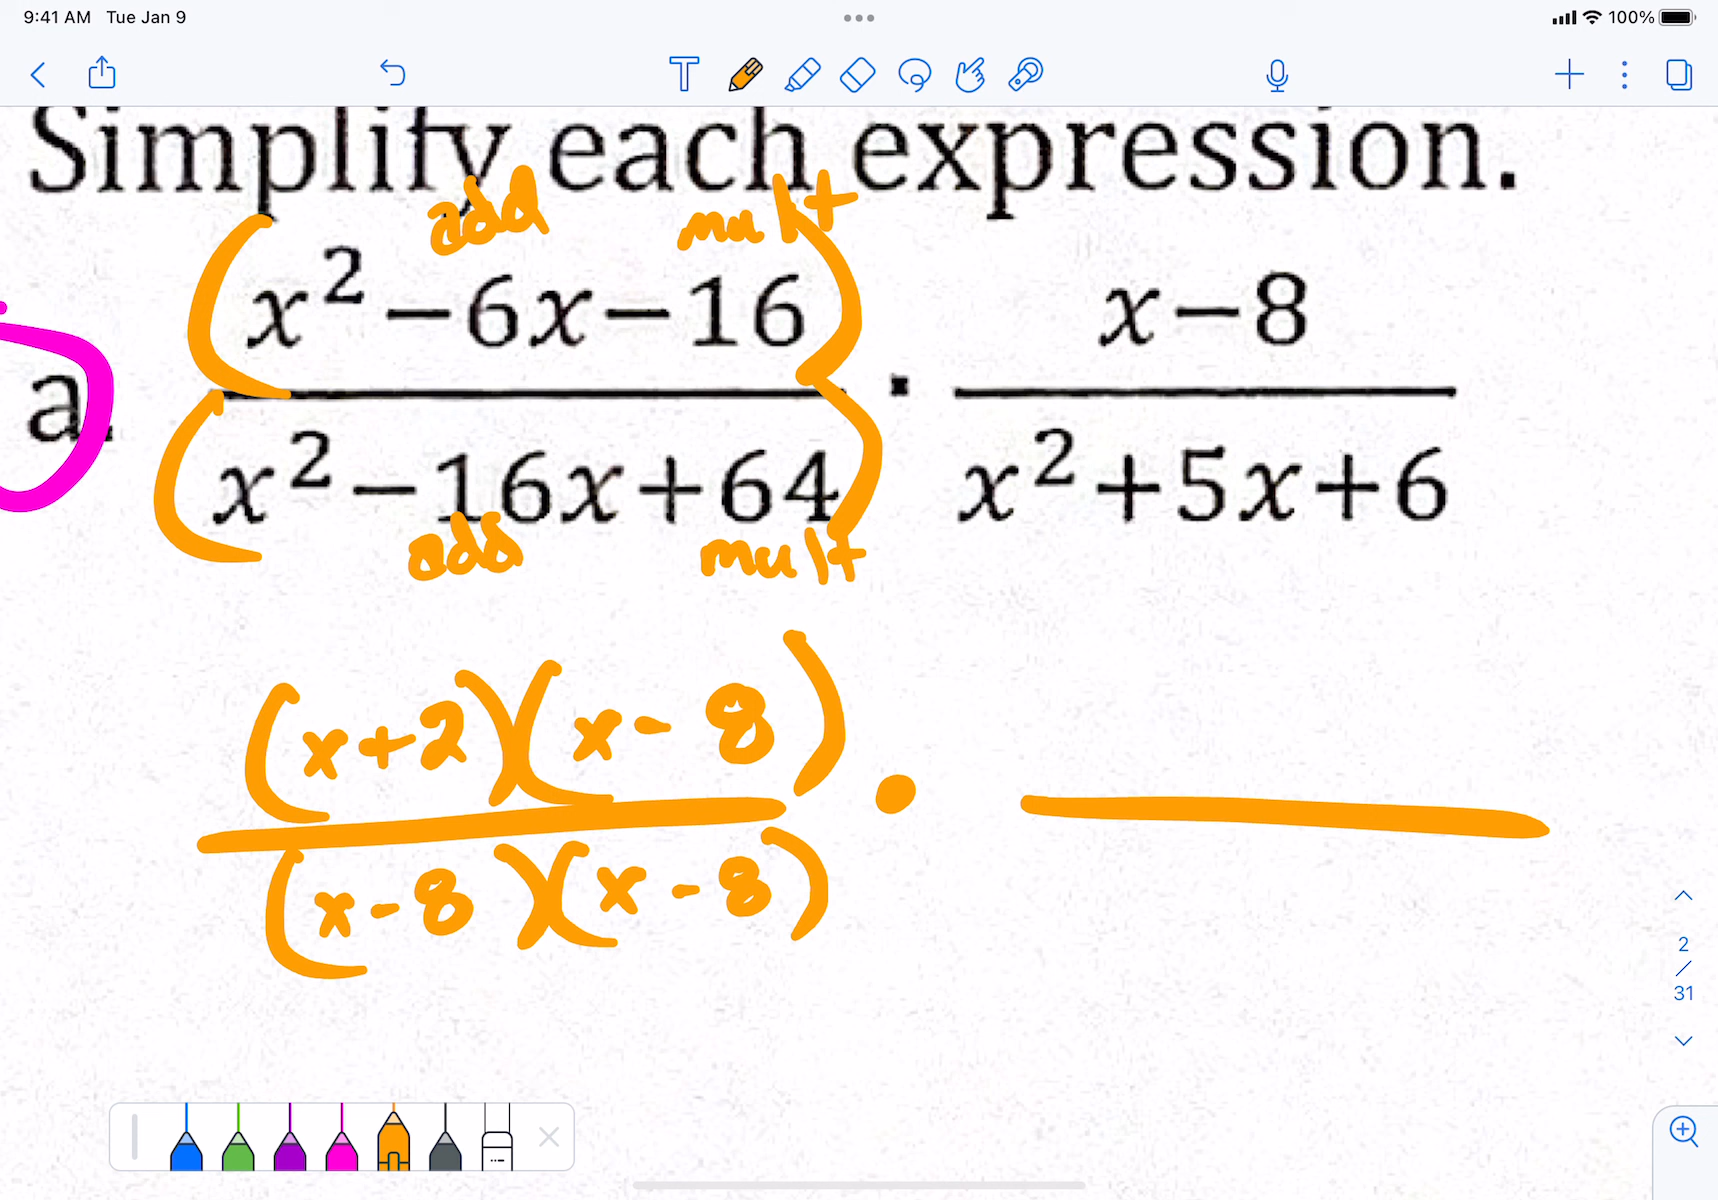 9:41 AM Tue Jan 9
100%
Simplify each expression.
add mult
x² − 6x − 16 x − 8
a. ·
x² − 16x + 64 x² + 5x + 6
add mult
(x+2)(x-8) ·
(x-8)(x-8)
2
/
31